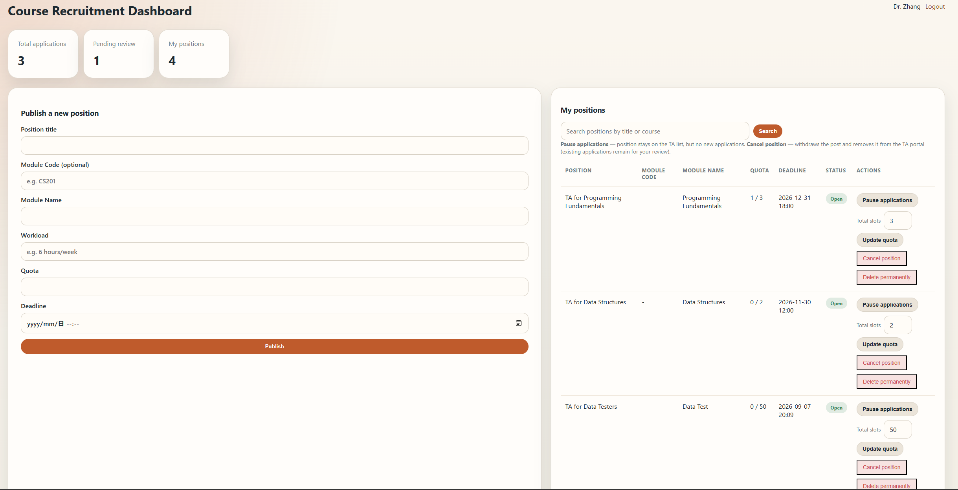 Course Recruitment Dashboard
Dr. Zhang · Logout
Total applications
3
Pending review
1
My positions
4
Publish a new position
Position title
Module Code (optional)
e.g. CS201
Module Name
Workload
e.g. 6 hours/week
Quota
Deadline
yyyy/mm/日 --:--
Publish
My positions
Search positions by title or course
Search
Pause applications — position stays on the TA list, but no new applications. Cancel position — withdraws the post and removes it from the TA portal
(existing applications remain for your review).
POSITION MODULE CODE MODULE NAME QUOTA DEADLINE STATUS ACTIONS
TA for Programming Fundamentals
Programming Fundamentals
1 / 3
2026-12-31 18:00
Open
Pause applications
Total slots 3
Update quota
Cancel position
Delete permanently
TA for Data Structures
-
Data Structures
0 / 2
2026-11-30 12:00
Open
Pause applications
Total slots 2
Update quota
Cancel position
Delete permanently
TA for Data Testers
Data Test
0 / 50
2026-09-07 20:09
Open
Pause applications
Total slots 50
Update quota
Cancel position
Delete permanently